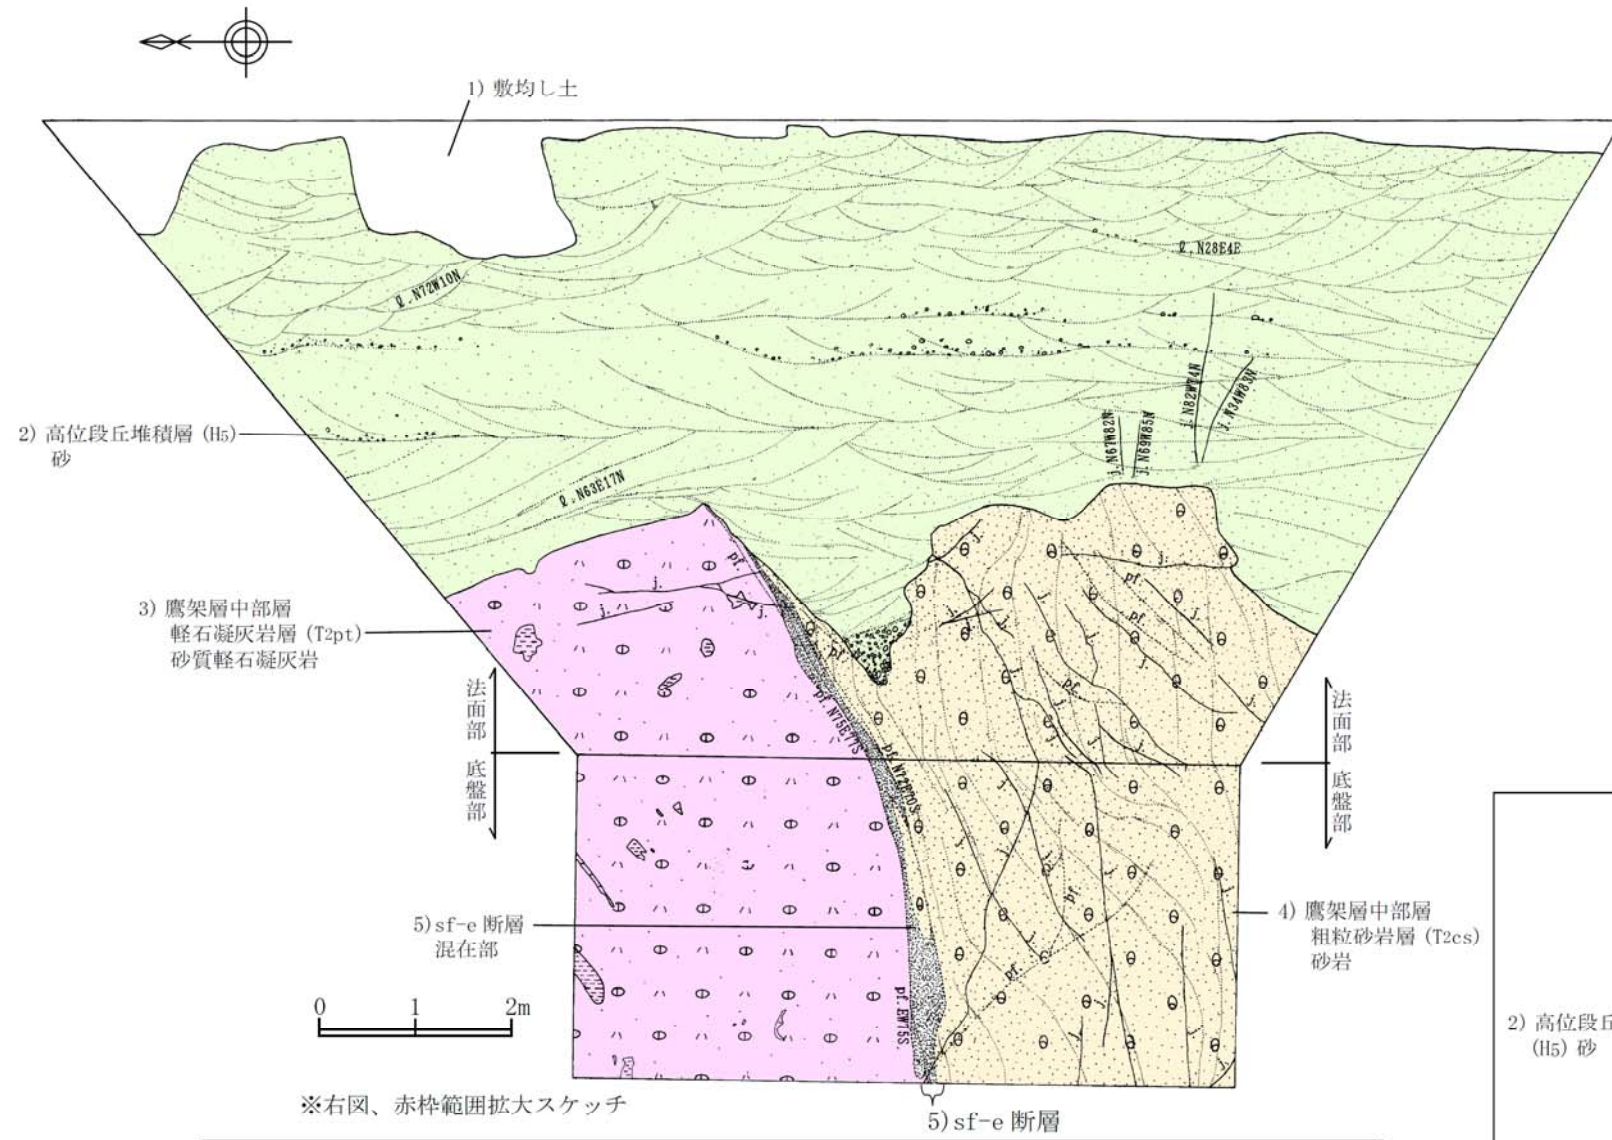 1) 敷均し土
ℓ.N28E4E
ℓ.N72W10N
j.N82W74N
j.N34W83N
2) 高位段丘堆積層 (H5)
砂
j.N67W82N
j.N69W85N
ℓ.N63E17N
3) 鷹架層中部層
軽石凝灰岩層 (T2pt)
砂質軽石凝灰岩
法面部
底盤部
pf.
pf.
pf.N75E77S
pf.N72E70S
法面部
底盤部
5) sf-e 断層
混在部
4) 鷹架層中部層
粗粒砂岩層 (T2cs)
砂岩
pf.EW75S.
0 1 2m
2) 高位段丘
(H5) 砂
※右図、赤枠範囲拡大スケッチ
5) sf-e 断層